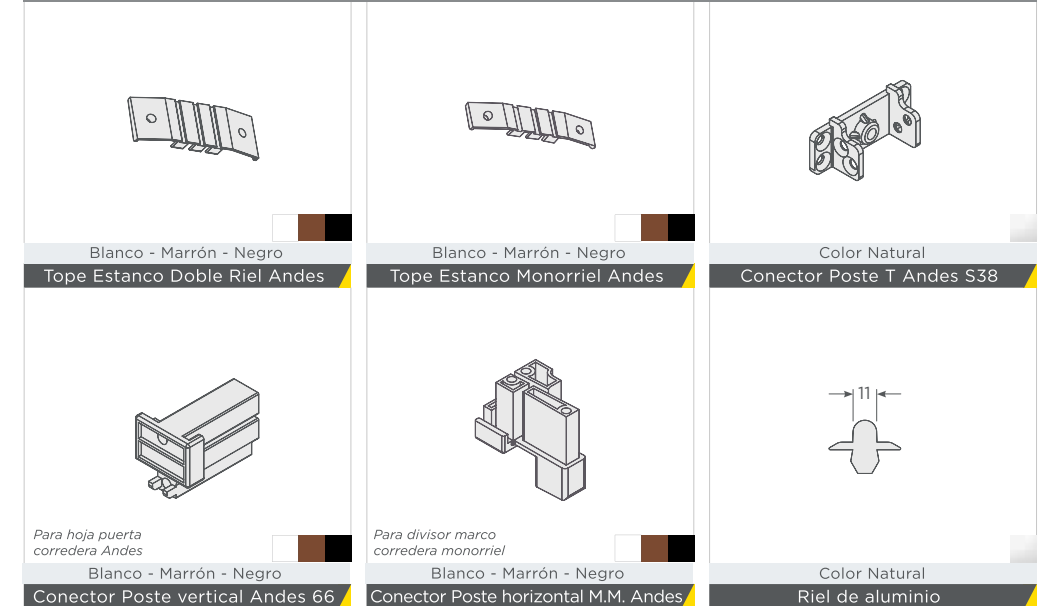 Blanco - Marrón - Negro
Tope Estanco Doble Riel Andes
Blanco - Marrón - Negro
Tope Estanco Monorriel Andes
Color Natural
Conector Poste T Andes S38
Para hoja puerta
corredera Andes
Blanco - Marrón - Negro
Conector Poste vertical Andes 66
Para divisor marco
corredera monorriel
Blanco - Marrón - Negro
Conector Poste horizontal M.M. Andes
11
Color Natural
Riel de aluminio